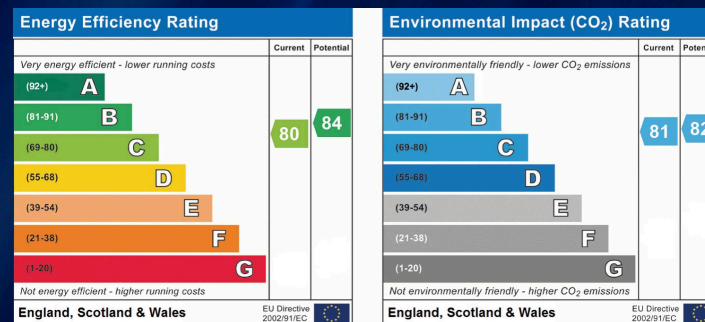 Energy Efficiency Rating
Current Potential
Very energy efficient - lower running costs
(92+) A
(81-91) B
(69-80) C
(55-68) D
(39-54) E
(21-38) F
(1-20) G
80
84
Not energy efficient - higher running costs
England, Scotland & Wales
EU Directive
2002/91/EC
Environmental Impact (CO₂) Rating
Current
Very environmentally friendly - lower CO₂ emissions
(92+) A
(81-91) B
(69-80) C
(55-68) D
(39-54) E
(21-38) F
(1-20) G
81
82
Not environmentally friendly - higher CO₂ emissions
England, Scotland & Wales
EU Directive
2002/91/EC